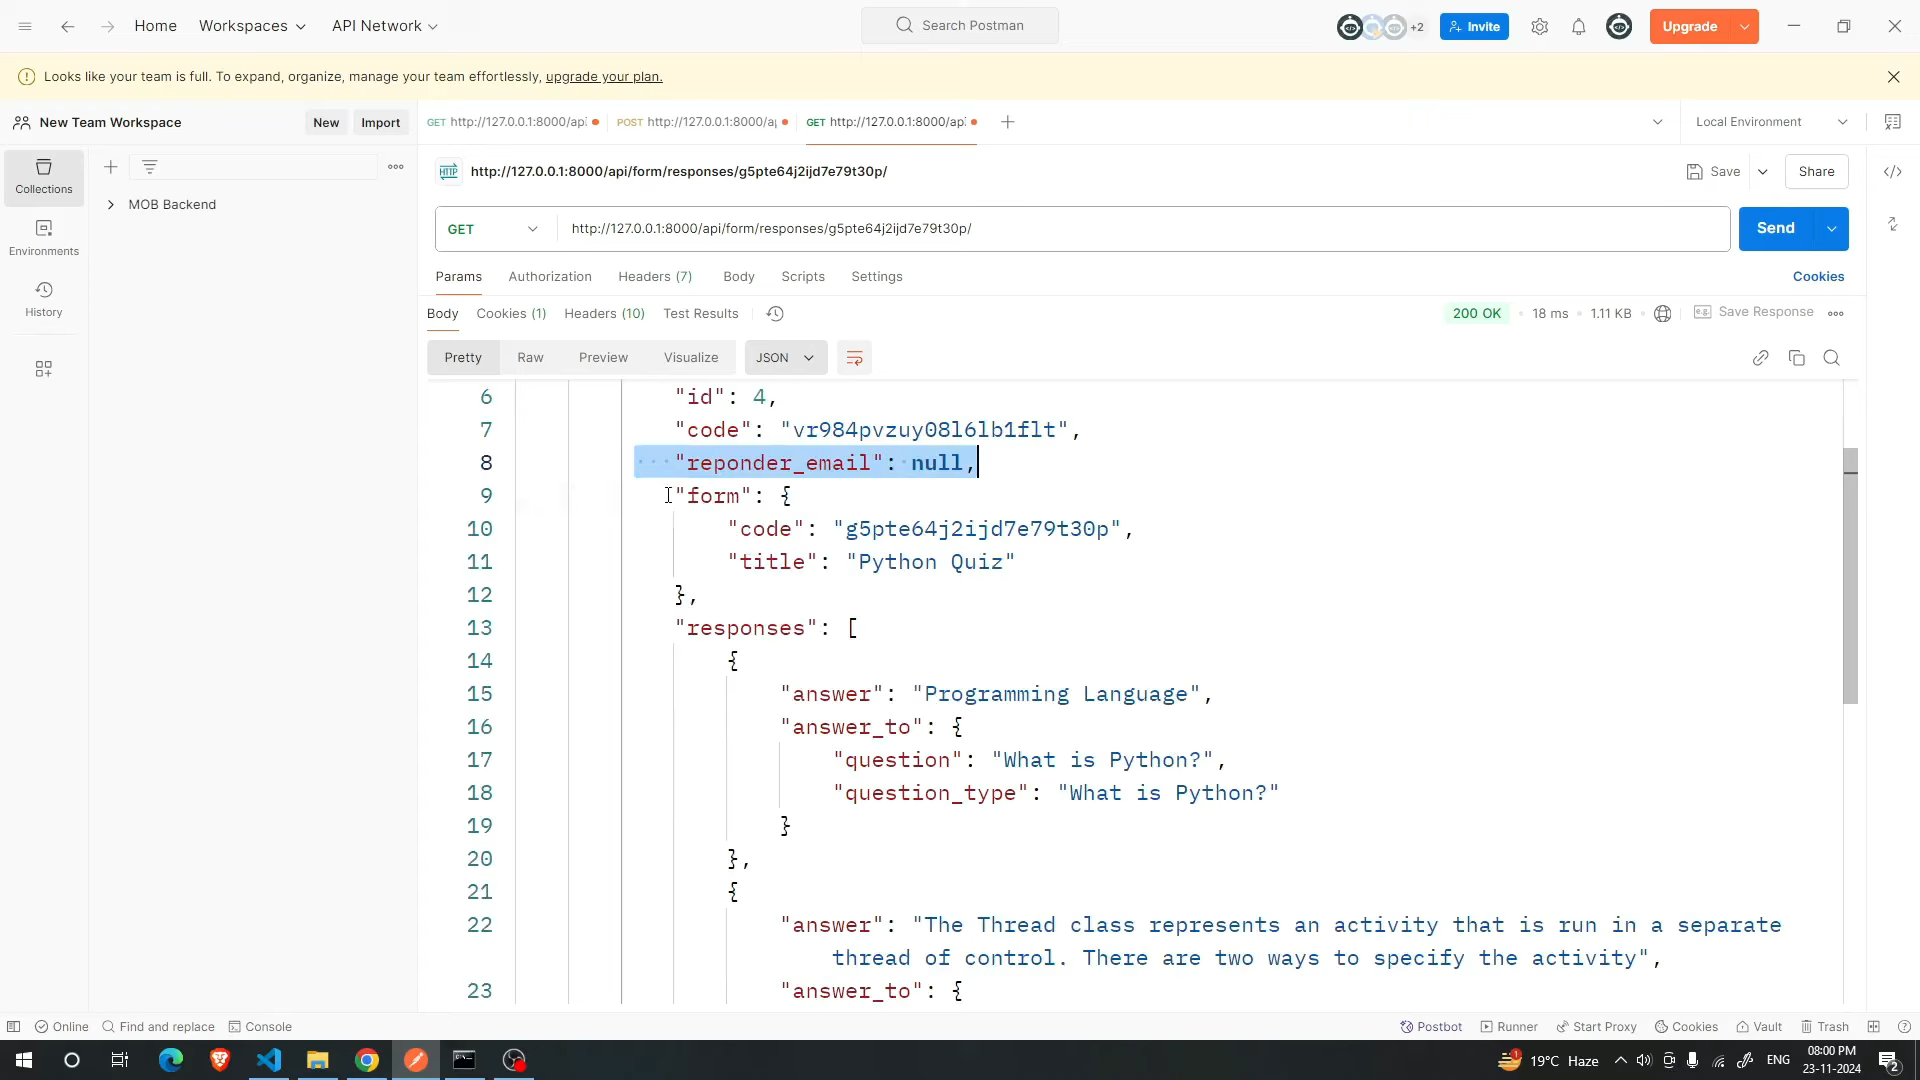 Home Workspaces API Network Search Postman +2 Invite Upgrade
Looks like your team is full. To expand, organize, manage your team effortlessly, upgrade your plan.
New Team Workspace New Import GET http://127.0.0.1:8000/api POST http://127.0.0.1:8000/a GET http://127.0.0.1:8000/api Local Environment
Collections
MOB Backend
Environments
History
HTTP http://127.0.0.1:8000/api/form/responses/g5pte64j2ijd7e79t30p/ Save Share
GET http://127.0.0.1:8000/api/form/responses/g5pte64j2ijd7e79t30p/ Send
Params Authorization Headers (7) Body Scripts Settings Cookies
Body Cookies (1) Headers (10) Test Results 200 OK 18 ms 1.11 KB Save Response
Pretty Raw Preview Visualize JSON
6 "id": 4,
7 "code": "vr984pvzuy08l6lb1flt",
8 "reponder_email": null,
9 "form": {
10 "code": "g5pte64j2ijd7e79t30p",
11 "title": "Python Quiz"
12 },
13 "responses": [
14 {
15 "answer": "Programming Language",
16 "answer_to": {
17 "question": "What is Python?",
18 "question_type": "What is Python?"
19 }
20 },
21 {
22 "answer": "The Thread class represents an activity that is run in a separate
thread of control. There are two ways to specify the activity",
23 "answer_to": {
Online Find and replace Console Postbot Runner Start Proxy Cookies Vault Trash
1 19°C Haze ENG 08:00 PM
23-11-2024 2